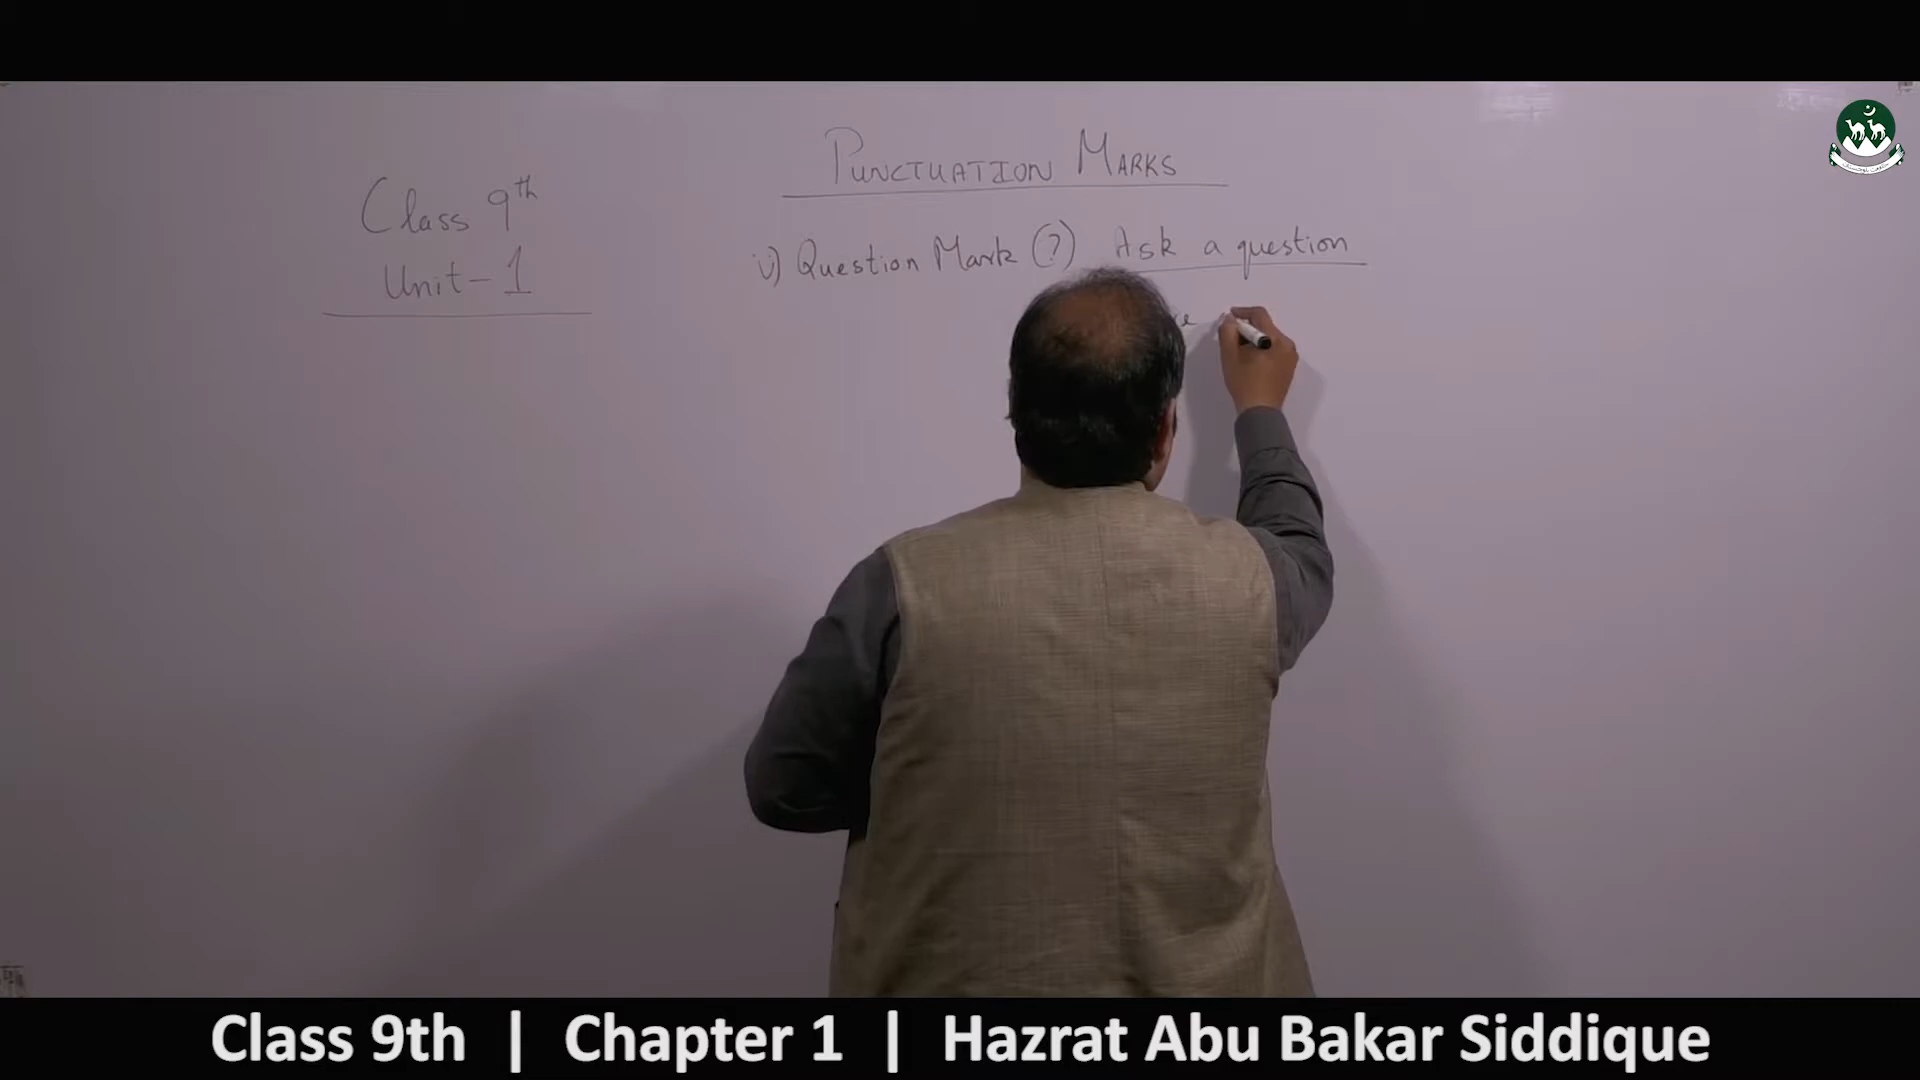 PUNCTUATION MARKS
Class 9th
Unit-1
v) Question Mark (?) Ask a question
Class 9th | Chapter 1 | Hazrat Abu Bakar Siddique